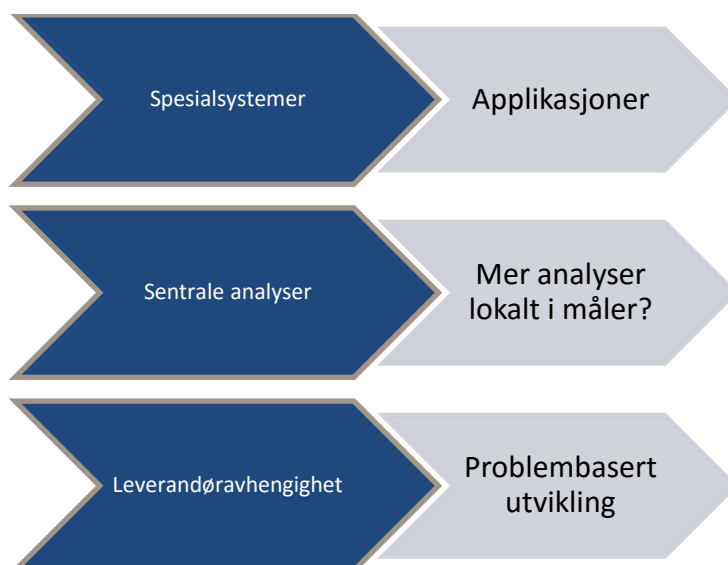 Spesialsystemer
Applikasjoner
Sentrale analyser
Mer analyser
lokalt i måler?
Leverandøravhengighet
Problembasert
utvikling